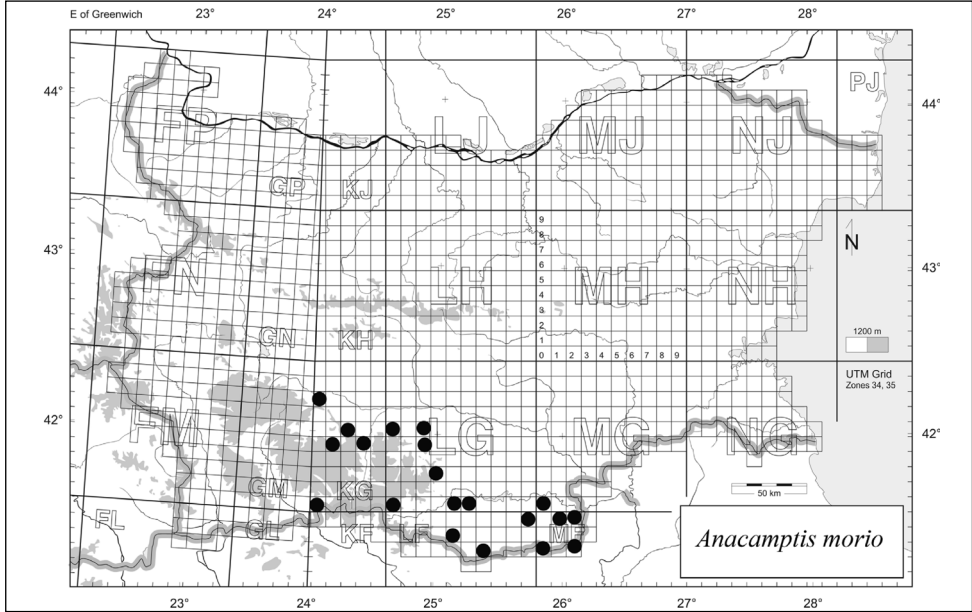 E of Greenwich
23° 24° 25° 26° 27° 28°
44° 44°
PJ
FP LJ MJ NJ
GP KJ
9
8
7
43° N 43°
6
FN LH MH NH
5
4
3
GN KH
2
1
1200 m
0 1 2 3 4 5 6 7 8 9
UTM Grid
Zones 34, 35
42° FM LG MG NG 42°
GM KG
50 km
FL GL KF LF MF
Anacamptis morio
23° 24° 25° 26° 27° 28°